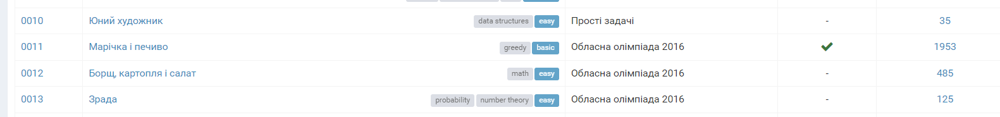 0010 Юний художник data structures easy Прості задачі - 35
0011 Марічка і печиво greedy basic Обласна олімпіада 2016 1953
0012 Борщ, картопля і салат math easy Обласна олімпіада 2016 - 485
0013 Зрада probability number theory easy Обласна олімпіада 2016 - 125